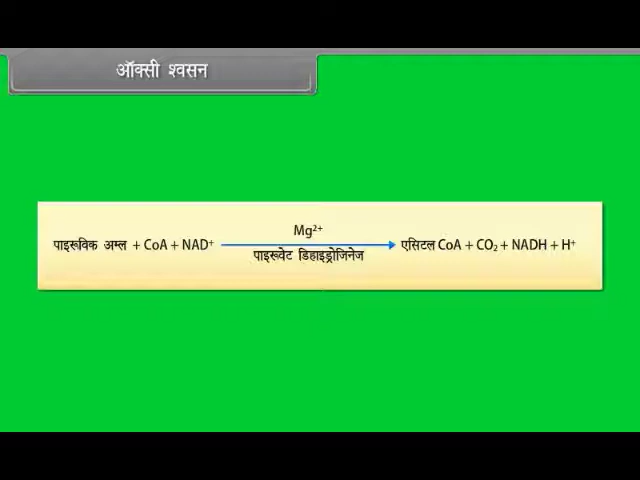 ऑक्सी श्वसन
Mg²⁺
पाइरूविक अम्ल + CoA + NAD⁺ → एसिटल CoA + CO₂ + NADH + H⁺
पाइरूवेट डिहाइड्रोजिनेज